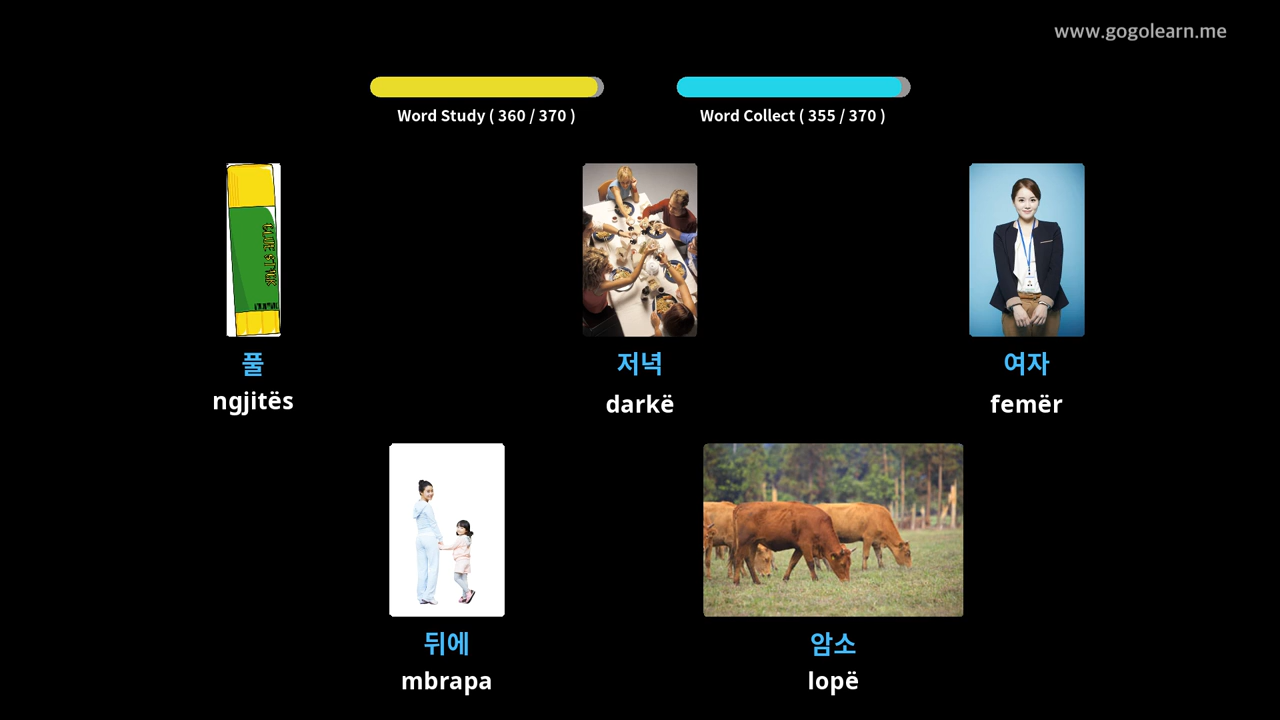 www.gogolearn.me
Word Study ( 360 / 370 )
Word Collect ( 355 / 370 )
풀
ngjitës
저녁
darkë
여자
femër
뒤에
mbrapa
암소
lopë